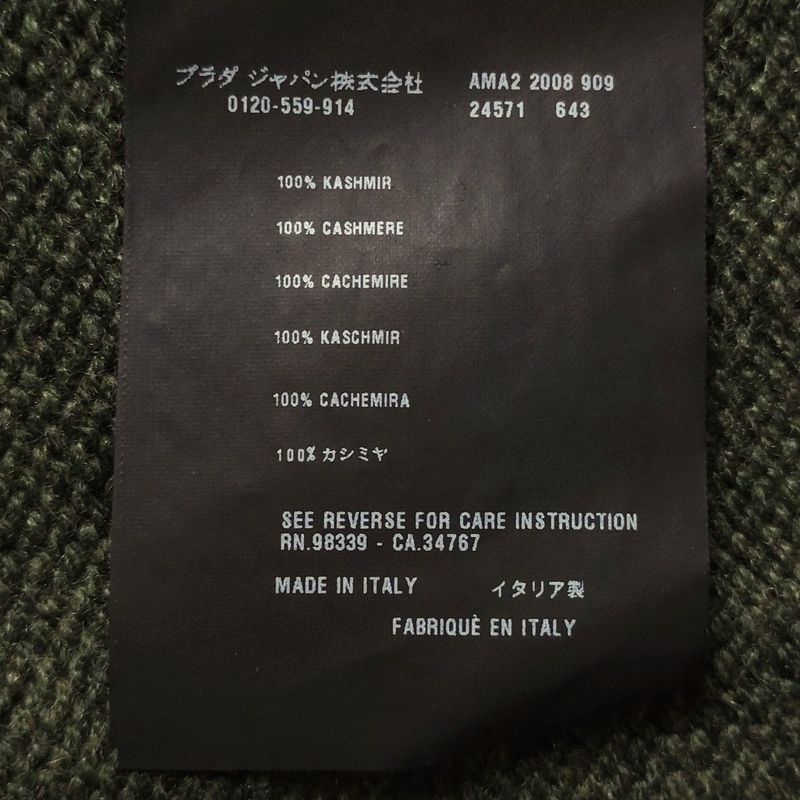 プラダ ジャパン株式会社 AMA2 2008 909
0120-559-914 24571 643
100% KASHMIR
100% CASHMERE
100% CACHEMIRE
100% KASCHMIR
100% CACHEMIRA
100% カシミヤ
SEE REVERSE FOR CARE INSTRUCTION
RN.98339 - CA.34767
MADE IN ITALY イタリア製
FABRIQUÈ EN ITALY